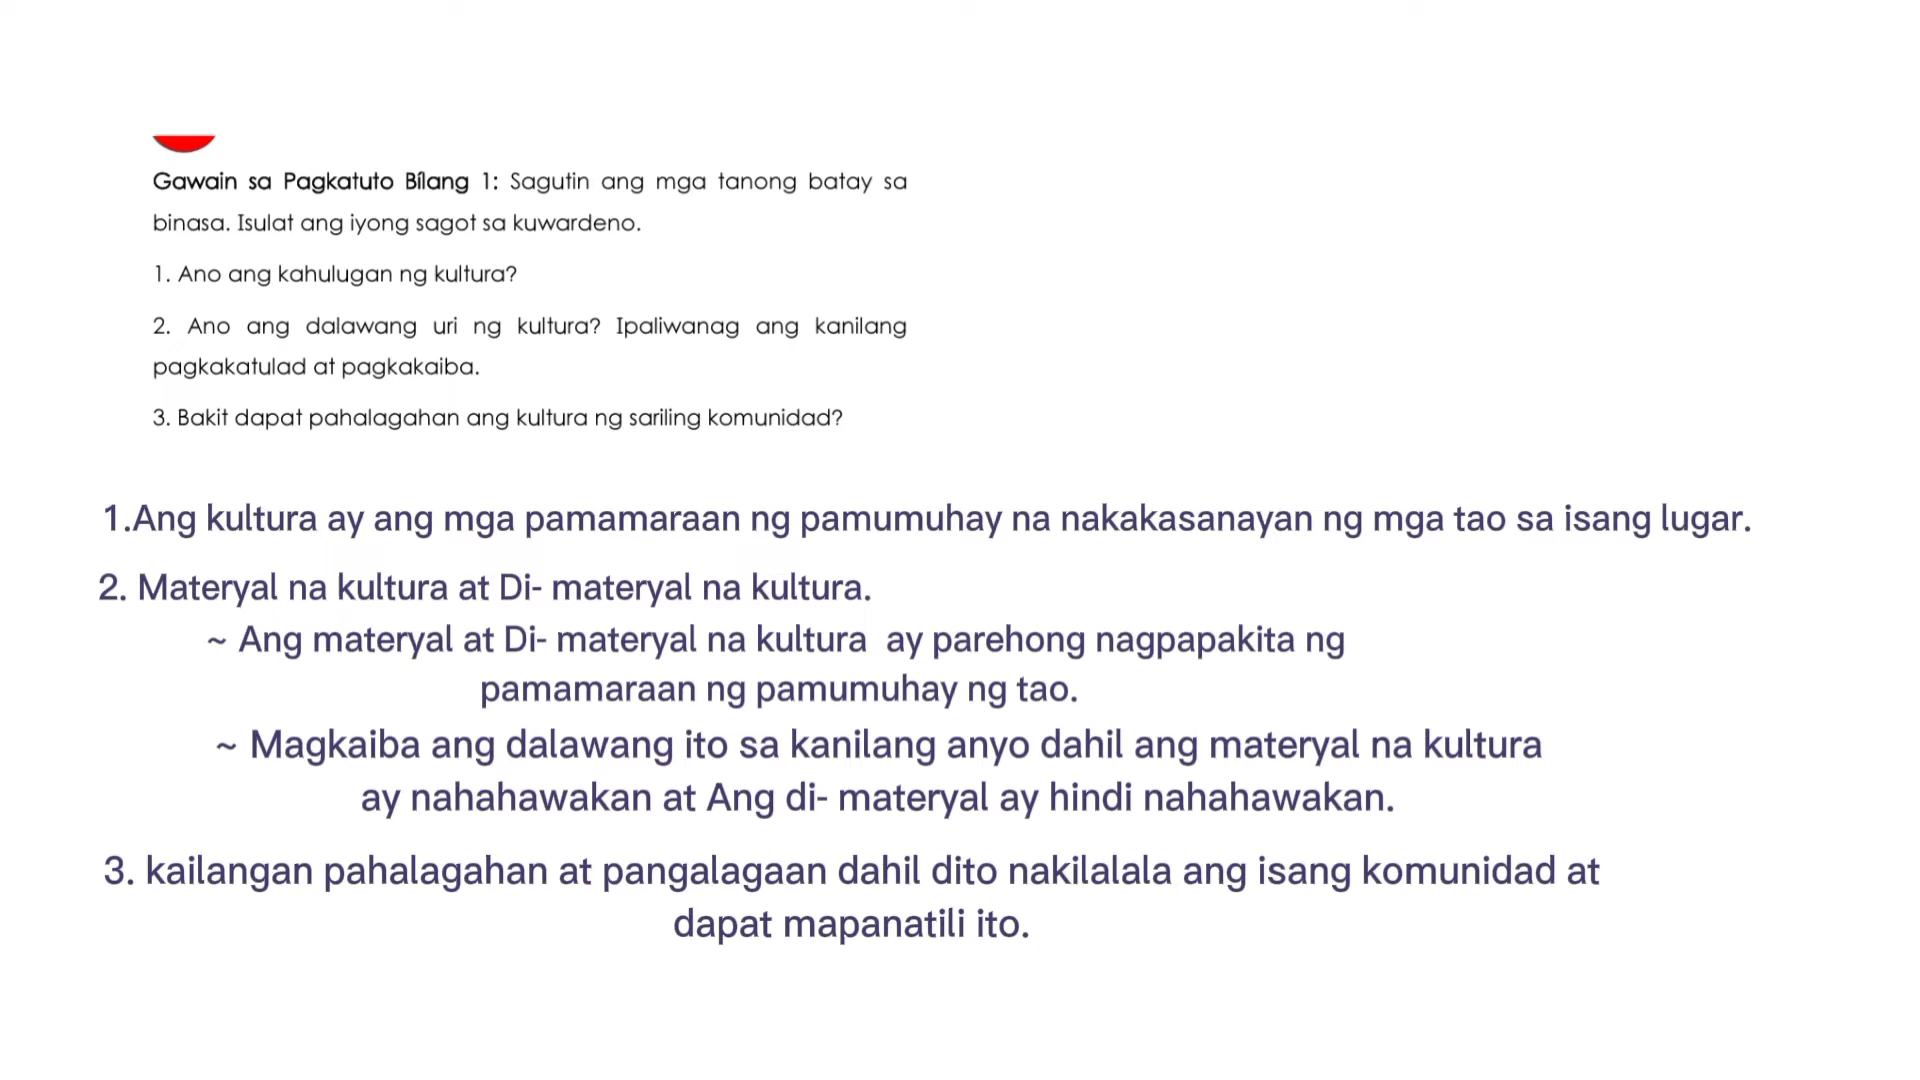 Gawain sa Pagkatuto Bilang 1: Sagutin ang mga tanong batay sa
binasa. Isulat ang iyong sagot sa kuwardeno.
1. Ano ang kahulugan ng kultura?
2. Ano ang dalawang uri ng kultura? Ipaliwanag ang kanilang
pagkakatulad at pagkakaiba.
3. Bakit dapat pahalagahan ang kultura ng sariling komunidad?
1.Ang kultura ay ang mga pamamaraan ng pamumuhay na nakakasanayan ng mga tao sa isang lugar.
2. Materyal na kultura at Di- materyal na kultura.
~ Ang materyal at Di- materyal na kultura ay parehong nagpapakita ng
pamamaraan ng pamumuhay ng tao.
~ Magkaiba ang dalawang ito sa kanilang anyo dahil ang materyal na kultura
ay nahahawakan at Ang di- materyal ay hindi nahahawakan.
3. kailangan pahalagahan at pangalagaan dahil dito nakilalala ang isang komunidad at
dapat mapanatili ito.